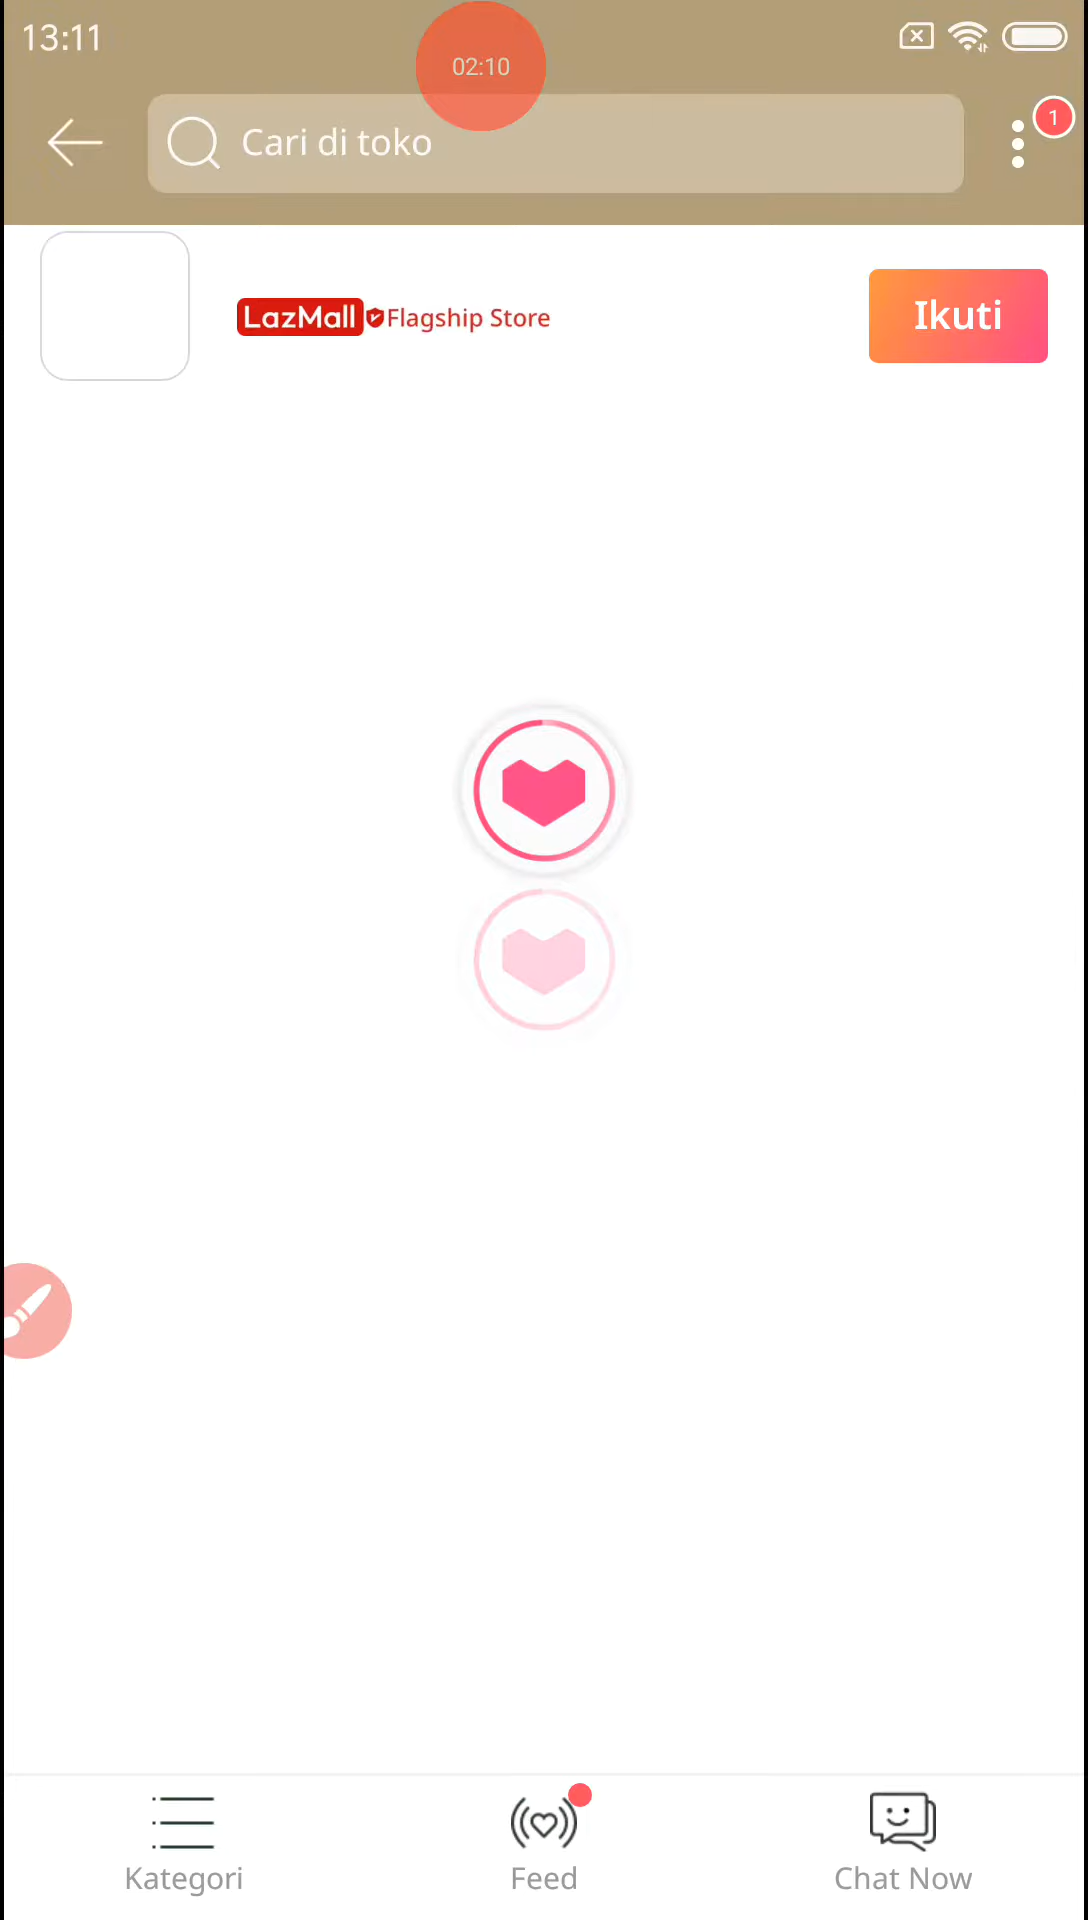 13:11
02:10
Cari di toko
1
LazMall Flagship Store
Ikuti
Kategori
Feed
Chat Now